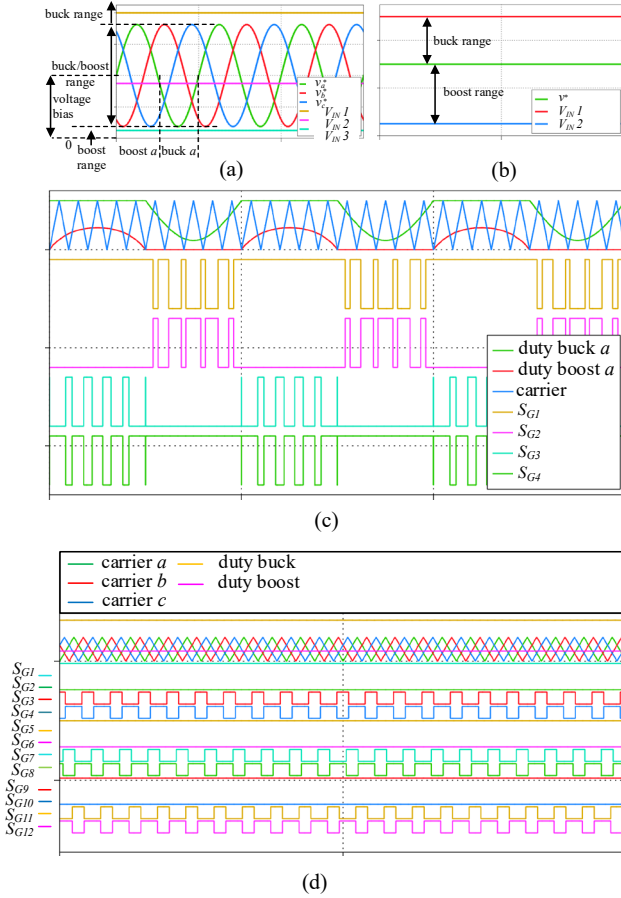 buck range
buck/boost
range
voltage
bias
0
boost
range
boost a
buck a
v*a
v*b
v*c
VIN 1
VIN 2
VIN 3
(a)
buck range
boost range
v*
VIN 1
VIN 2
(b)
duty buck a
duty boost a
carrier
SG1
SG2
SG3
SG4
(c)
carrier a
duty buck
carrier b
duty boost
carrier c
SG1
SG2
SG3
SG4
SG5
SG6
SG7
SG8
SG9
SG10
SG11
SG12
(d)